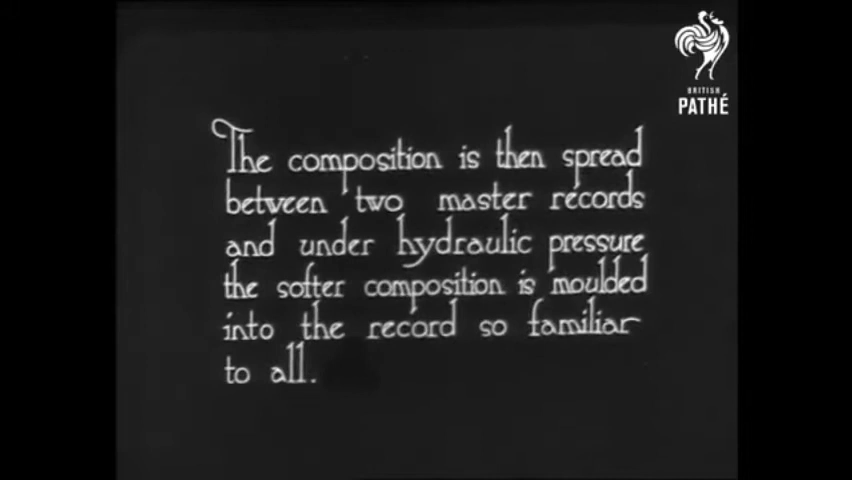 BRITISH
PATHÉ
The composition is then spread
between two master records
and under hydraulic pressure
the softer composition is moulded
into the record so familiar
to all.